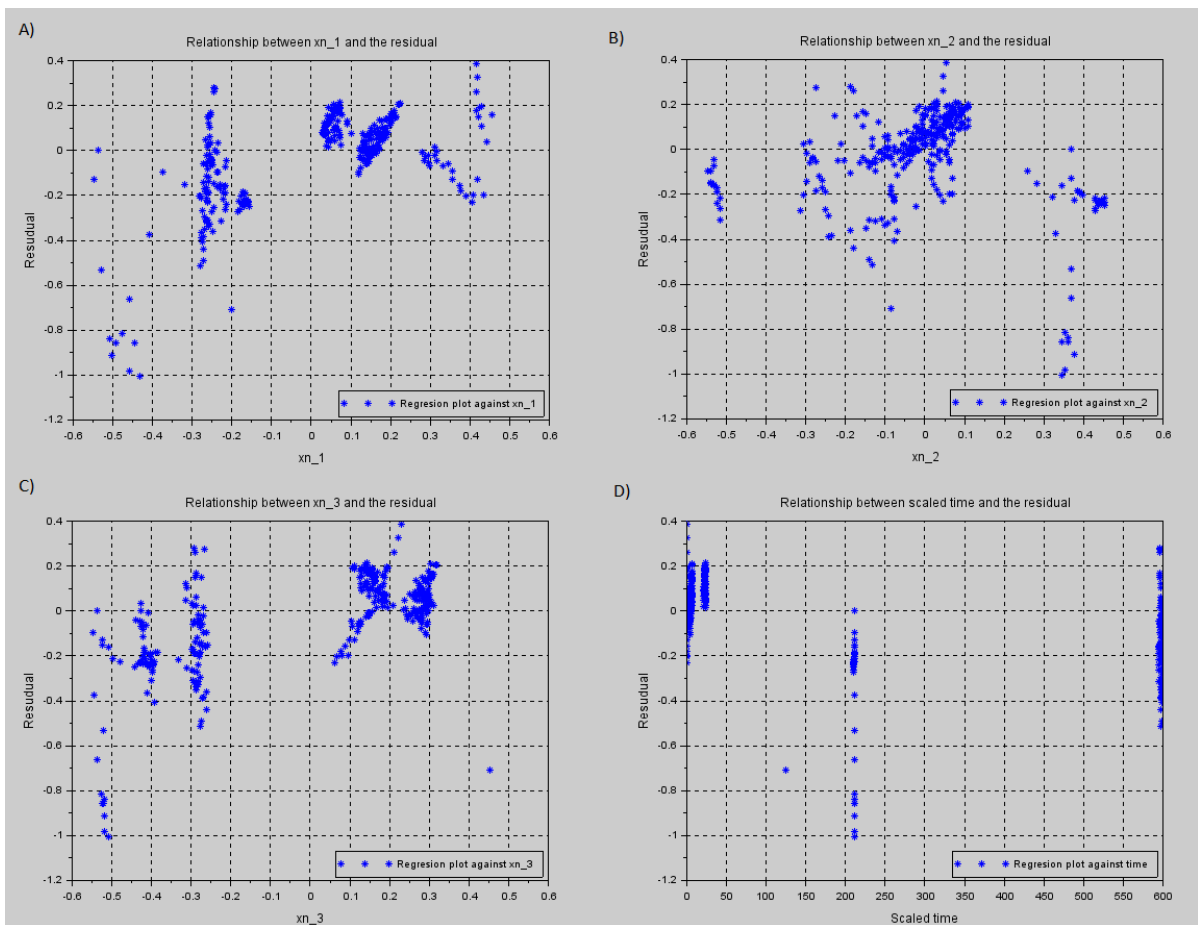 A)
Relationship between xn_1 and the residual
0.4
0.2
0
-0.2
-0.4
-0.6
-0.8
-1
-1.2
Resudual
-0.6 -0.5 -0.4 -0.3 -0.2 -0.1 0 0.1 0.2 0.3 0.4 0.5 0.6
xn_1
Regresion plot against xn_1
B)
Relationship between xn_2 and the residual
0.4
0.2
0
-0.2
-0.4
-0.6
-0.8
-1
-1.2
Resudual
-0.6 -0.5 -0.4 -0.3 -0.2 -0.1 0 0.1 0.2 0.3 0.4 0.5 0.6
xn_2
Regresion plot against xn_2
C)
Relationship between xn_3 and the residual
0.4
0.2
0
-0.2
-0.4
-0.6
-0.8
-1
-1.2
Resudual
-0.6 -0.5 -0.4 -0.3 -0.2 -0.1 0 0.1 0.2 0.3 0.4 0.5 0.6
xn_3
Regresion plot against xn_3
D)
Relationship between scaled time and the residual
0.4
0.2
0
-0.2
-0.4
-0.6
-0.8
-1
-1.2
Resudual
0 50 100 150 200 250 300 350 400 450 500 550 600
Scaled time
Regresion plot against time